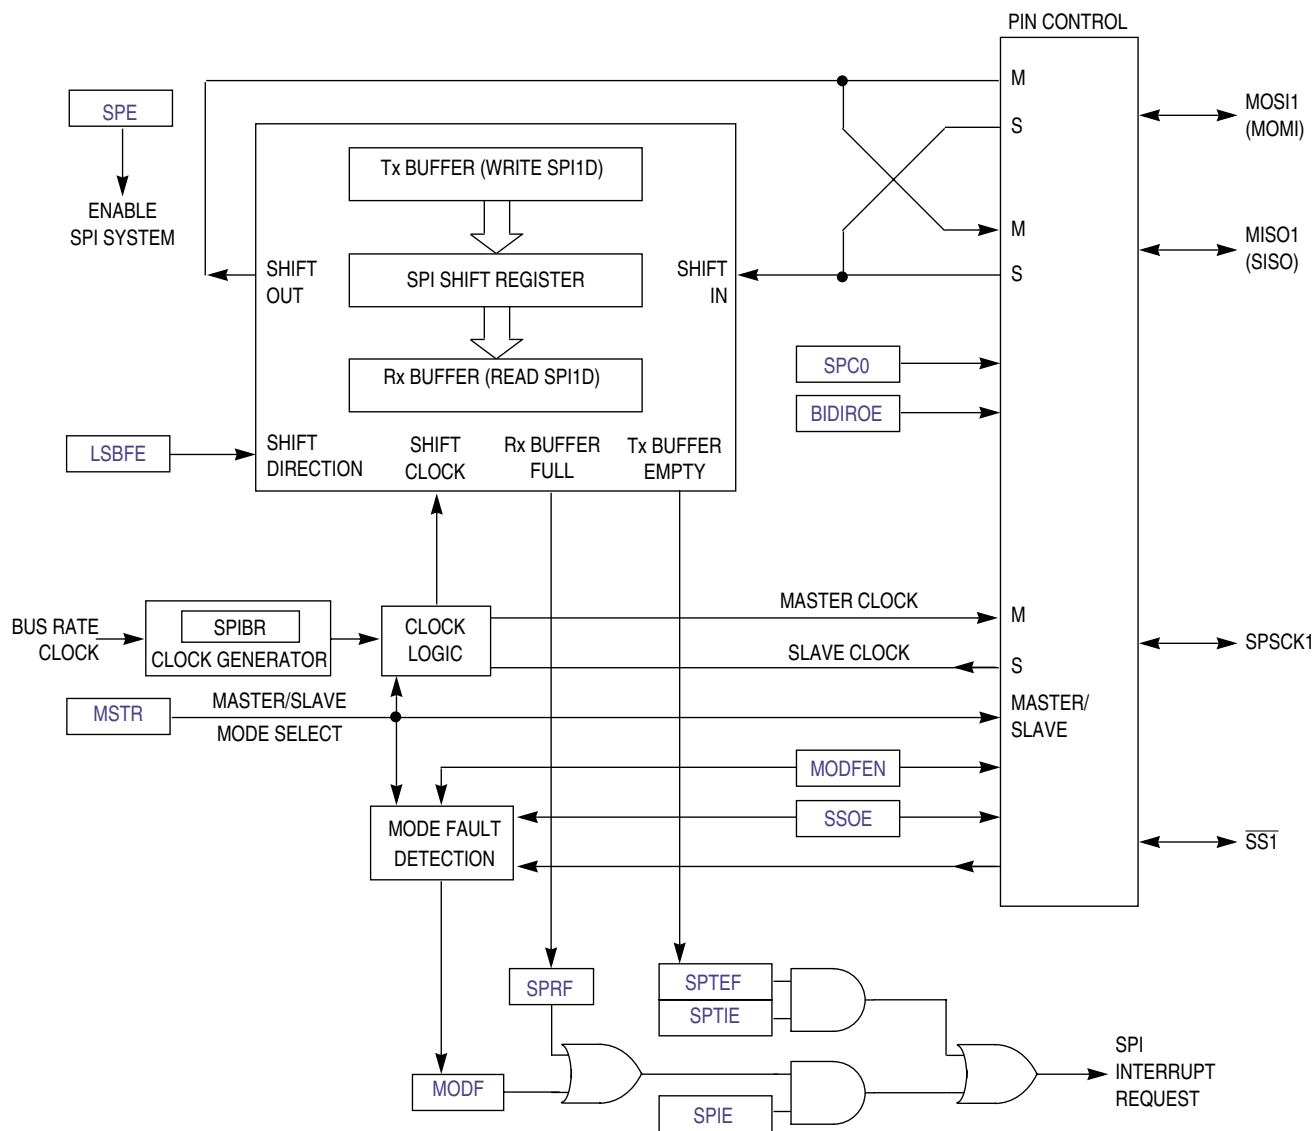 PIN CONTROL
M
SPE
MOSI1
(MOMI)
S
Tx BUFFER (WRITE SPI1D)
ENABLE
SPI SYSTEM
M
MISO1
(SISO)
SHIFT
OUT
SPI SHIFT REGISTER
SHIFT
IN
S
SPC0
Rx BUFFER (READ SPI1D)
BIDIROE
LSBFE
SHIFT
DIRECTION
SHIFT
CLOCK
Rx BUFFER
FULL
Tx BUFFER
EMPTY
MASTER CLOCK
M
BUS RATE
CLOCK
SPIBR
CLOCK GENERATOR
CLOCK
LOGIC
SPSCK1
SLAVE CLOCK
S
MSTR
MASTER/SLAVE
MODE SELECT
MASTER/
SLAVE
MODFEN
SSOE
MODE FAULT
DETECTION
SS1
SPRF
SPTEF
SPTIE
SPI
INTERRUPT
REQUEST
MODF
SPIE